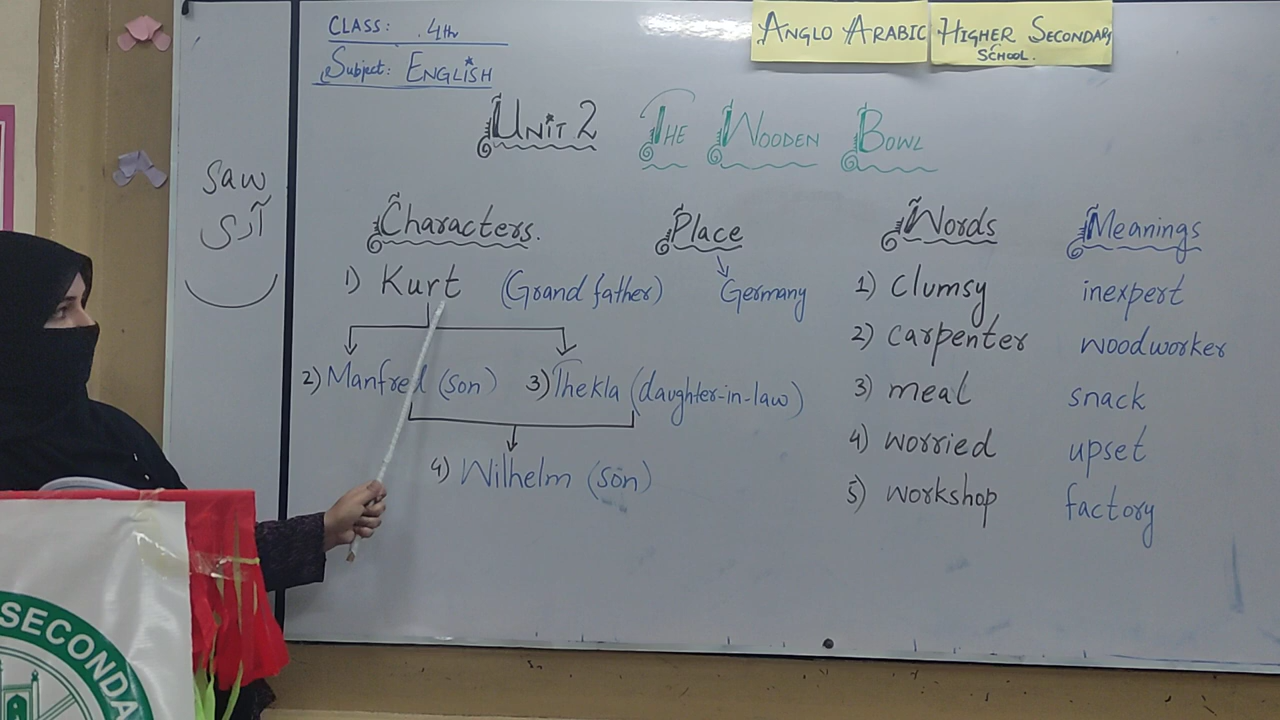 CLASS: 4th
Subject: ENGLISH
ANGLO ARABIC HIGHER SECONDARY
SCHOOL.
UNIT 2 THE WOODEN BOWL
saw
آری
Characters. Place
1) Kurt (Grand father) Germany
2) Manfred (son) 3) Thekla (daughter-in-law)
4) Wilhelm (son)
Words Meanings
1) Clumsy inexpert
2) carpenter woodworker
3) meal snack
4) worried upset
5) workshop factory
SECONDA